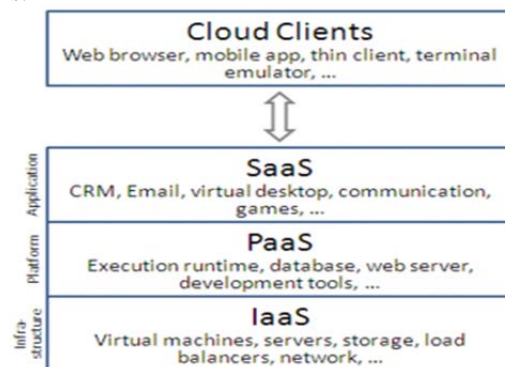 Cloud Clients
Web browser, mobile app, thin client, terminal
emulator, ...
Application
SaaS
CRM, Email, virtual desktop, communication,
games, ...
Platform
PaaS
Execution runtime, database, web server,
development tools, ...
Infra-
structure
IaaS
Virtual machines, servers, storage, load
balancers, network, ...